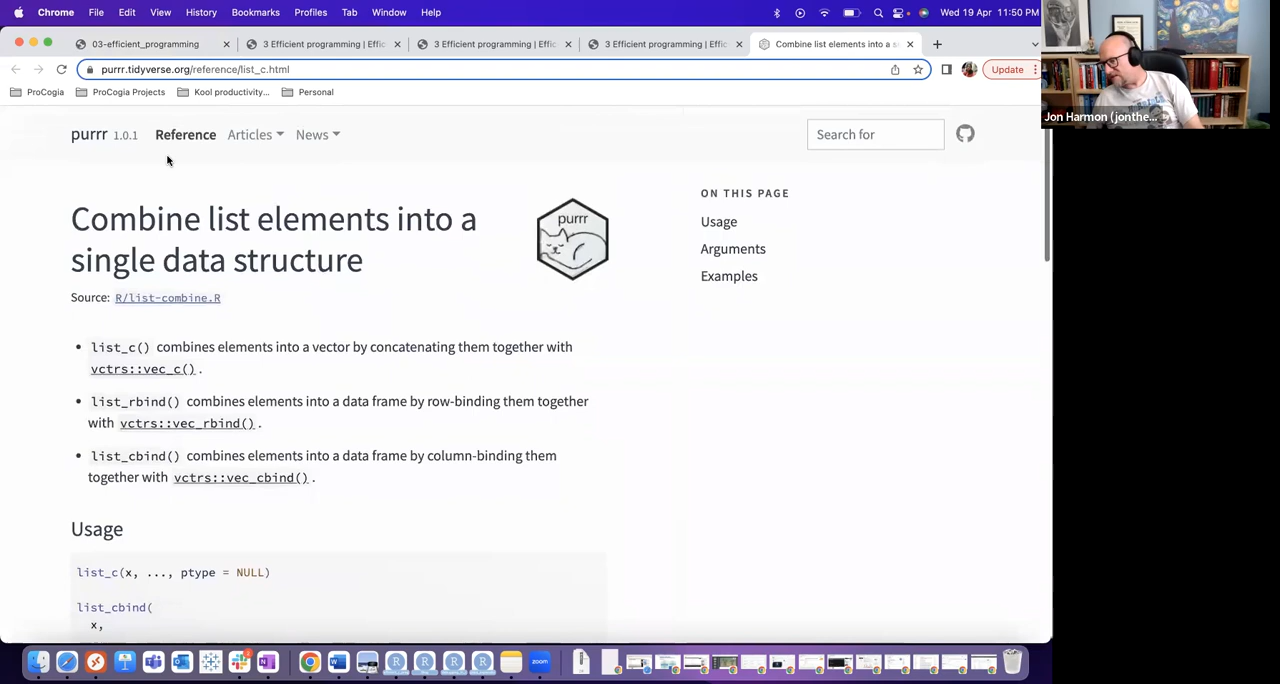 Chrome File Edit View History Bookmarks Profiles Tab Window Help Wed 19 Apr 11:50 PM
03-efficient_programming 3 Efficient programming | Effic 3 Efficient programming | Effic 3 Efficient programming | Effic Combine list elements into a s
purrr.tidyverse.org/reference/list_c.html Update
ProCogia ProCogia Projects Kool productivity... Personal
Jon Harmon (jonthe...
purrr 1.0.1 Reference Articles News Search for
Combine list elements into a
single data structure
purrr
Source: R/list-combine.R
ON THIS PAGE
Usage
Arguments
Examples
list_c() combines elements into a vector by concatenating them together with
vctrs::vec_c() .
list_rbind() combines elements into a data frame by row-binding them together
with vctrs::vec_rbind() .
list_cbind() combines elements into a data frame by column-binding them
together with vctrs::vec_cbind() .
Usage
list_c(x, ..., ptype = NULL)
list_cbind(
x,
zoom